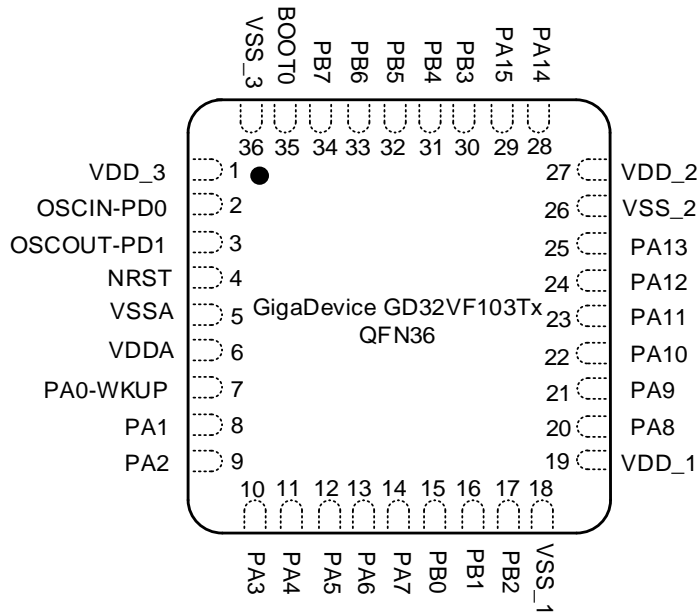 VSS_3
BOOT0
PB7
PB6
PB5
PB4
PB3
PA15
PA14
36 35 34 33 32 31 30 29 28
VDD_3 1
OSCIN-PD0 2
OSCOUT-PD1 3
NRST 4
VSSA 5
VDDA 6
PA0-WKUP 7
PA1 8
PA2 9
GigaDevice GD32VF103Tx
QFN36
27 VDD_2
26 VSS_2
25 PA13
24 PA12
23 PA11
22 PA10
21 PA9
20 PA8
19 VDD_1
10 11 12 13 14 15 16 17 18
PA3
PA4
PA5
PA6
PA7
PB0
PB1
PB2
VSS_1